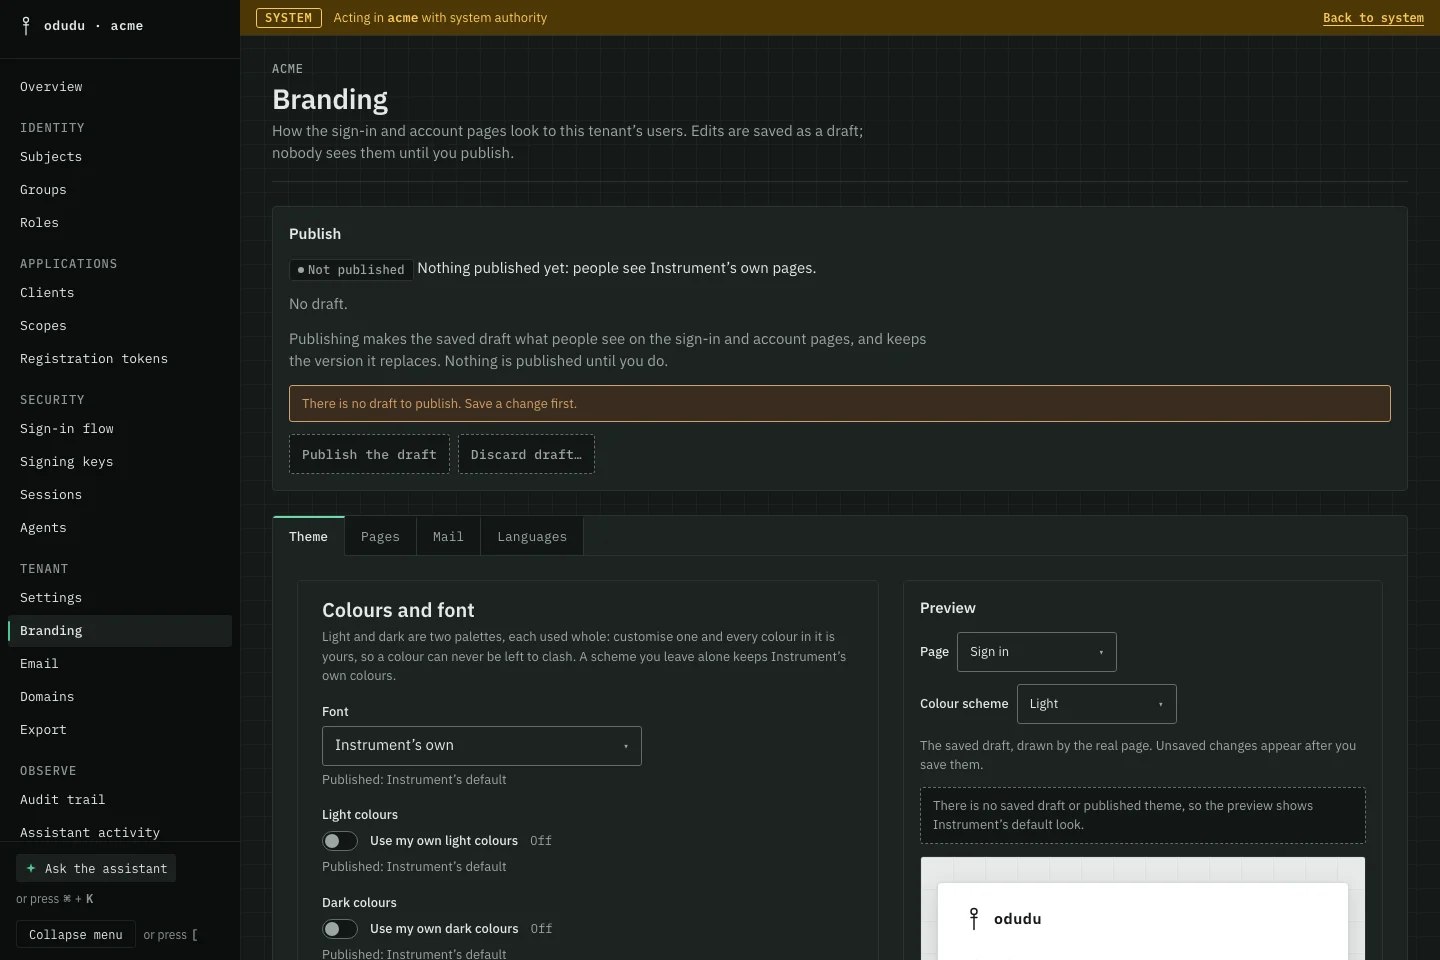 odudu · acme
SYSTEM Acting in acme with system authority Back to system
Overview
IDENTITY
Subjects
Groups
Roles
APPLICATIONS
Clients
Scopes
Registration tokens
SECURITY
Sign-in flow
Signing keys
Sessions
Agents
TENANT
Settings
Branding
Email
Domains
Export
OBSERVE
Audit trail
Assistant activity
Ask the assistant
or press ⌘ + K
Collapse menu or press [
ACME
Branding
How the sign-in and account pages look to this tenant’s users. Edits are saved as a draft;
nobody sees them until you publish.
Publish
Not published Nothing published yet: people see Instrument’s own pages.
No draft.
Publishing makes the saved draft what people see on the sign-in and account pages, and keeps
the version it replaces. Nothing is published until you do.
There is no draft to publish. Save a change first.
Publish the draft Discard draft…
Theme Pages Mail Languages
Colours and font
Light and dark are two palettes, each used whole: customise one and every colour in it is
yours, so a colour can never be left to clash. A scheme you leave alone keeps Instrument’s
own colours.
Font
Instrument’s own
Published: Instrument’s default
Light colours
Use my own light colours Off
Published: Instrument’s default
Dark colours
Use my own dark colours Off
Published: Instrument’s default
Preview
Page Sign in
Colour scheme Light
The saved draft, drawn by the real page. Unsaved changes appear after you
save them.
There is no saved draft or published theme, so the preview shows
Instrument’s default look.
odudu